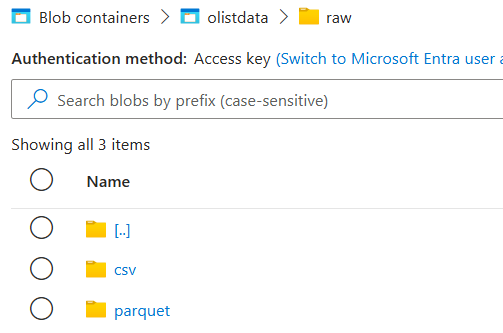 Blob containers > olistdata > raw
Authentication method: Access key (Switch to Microsoft Entra user a
Search blobs by prefix (case-sensitive)
Showing all 3 items
Name
[..]
csv
parquet